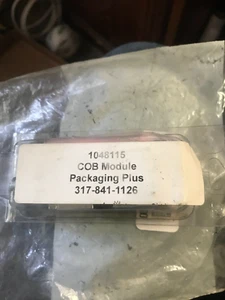 1048115
COB Module
Packaging Plus
317-841-1126